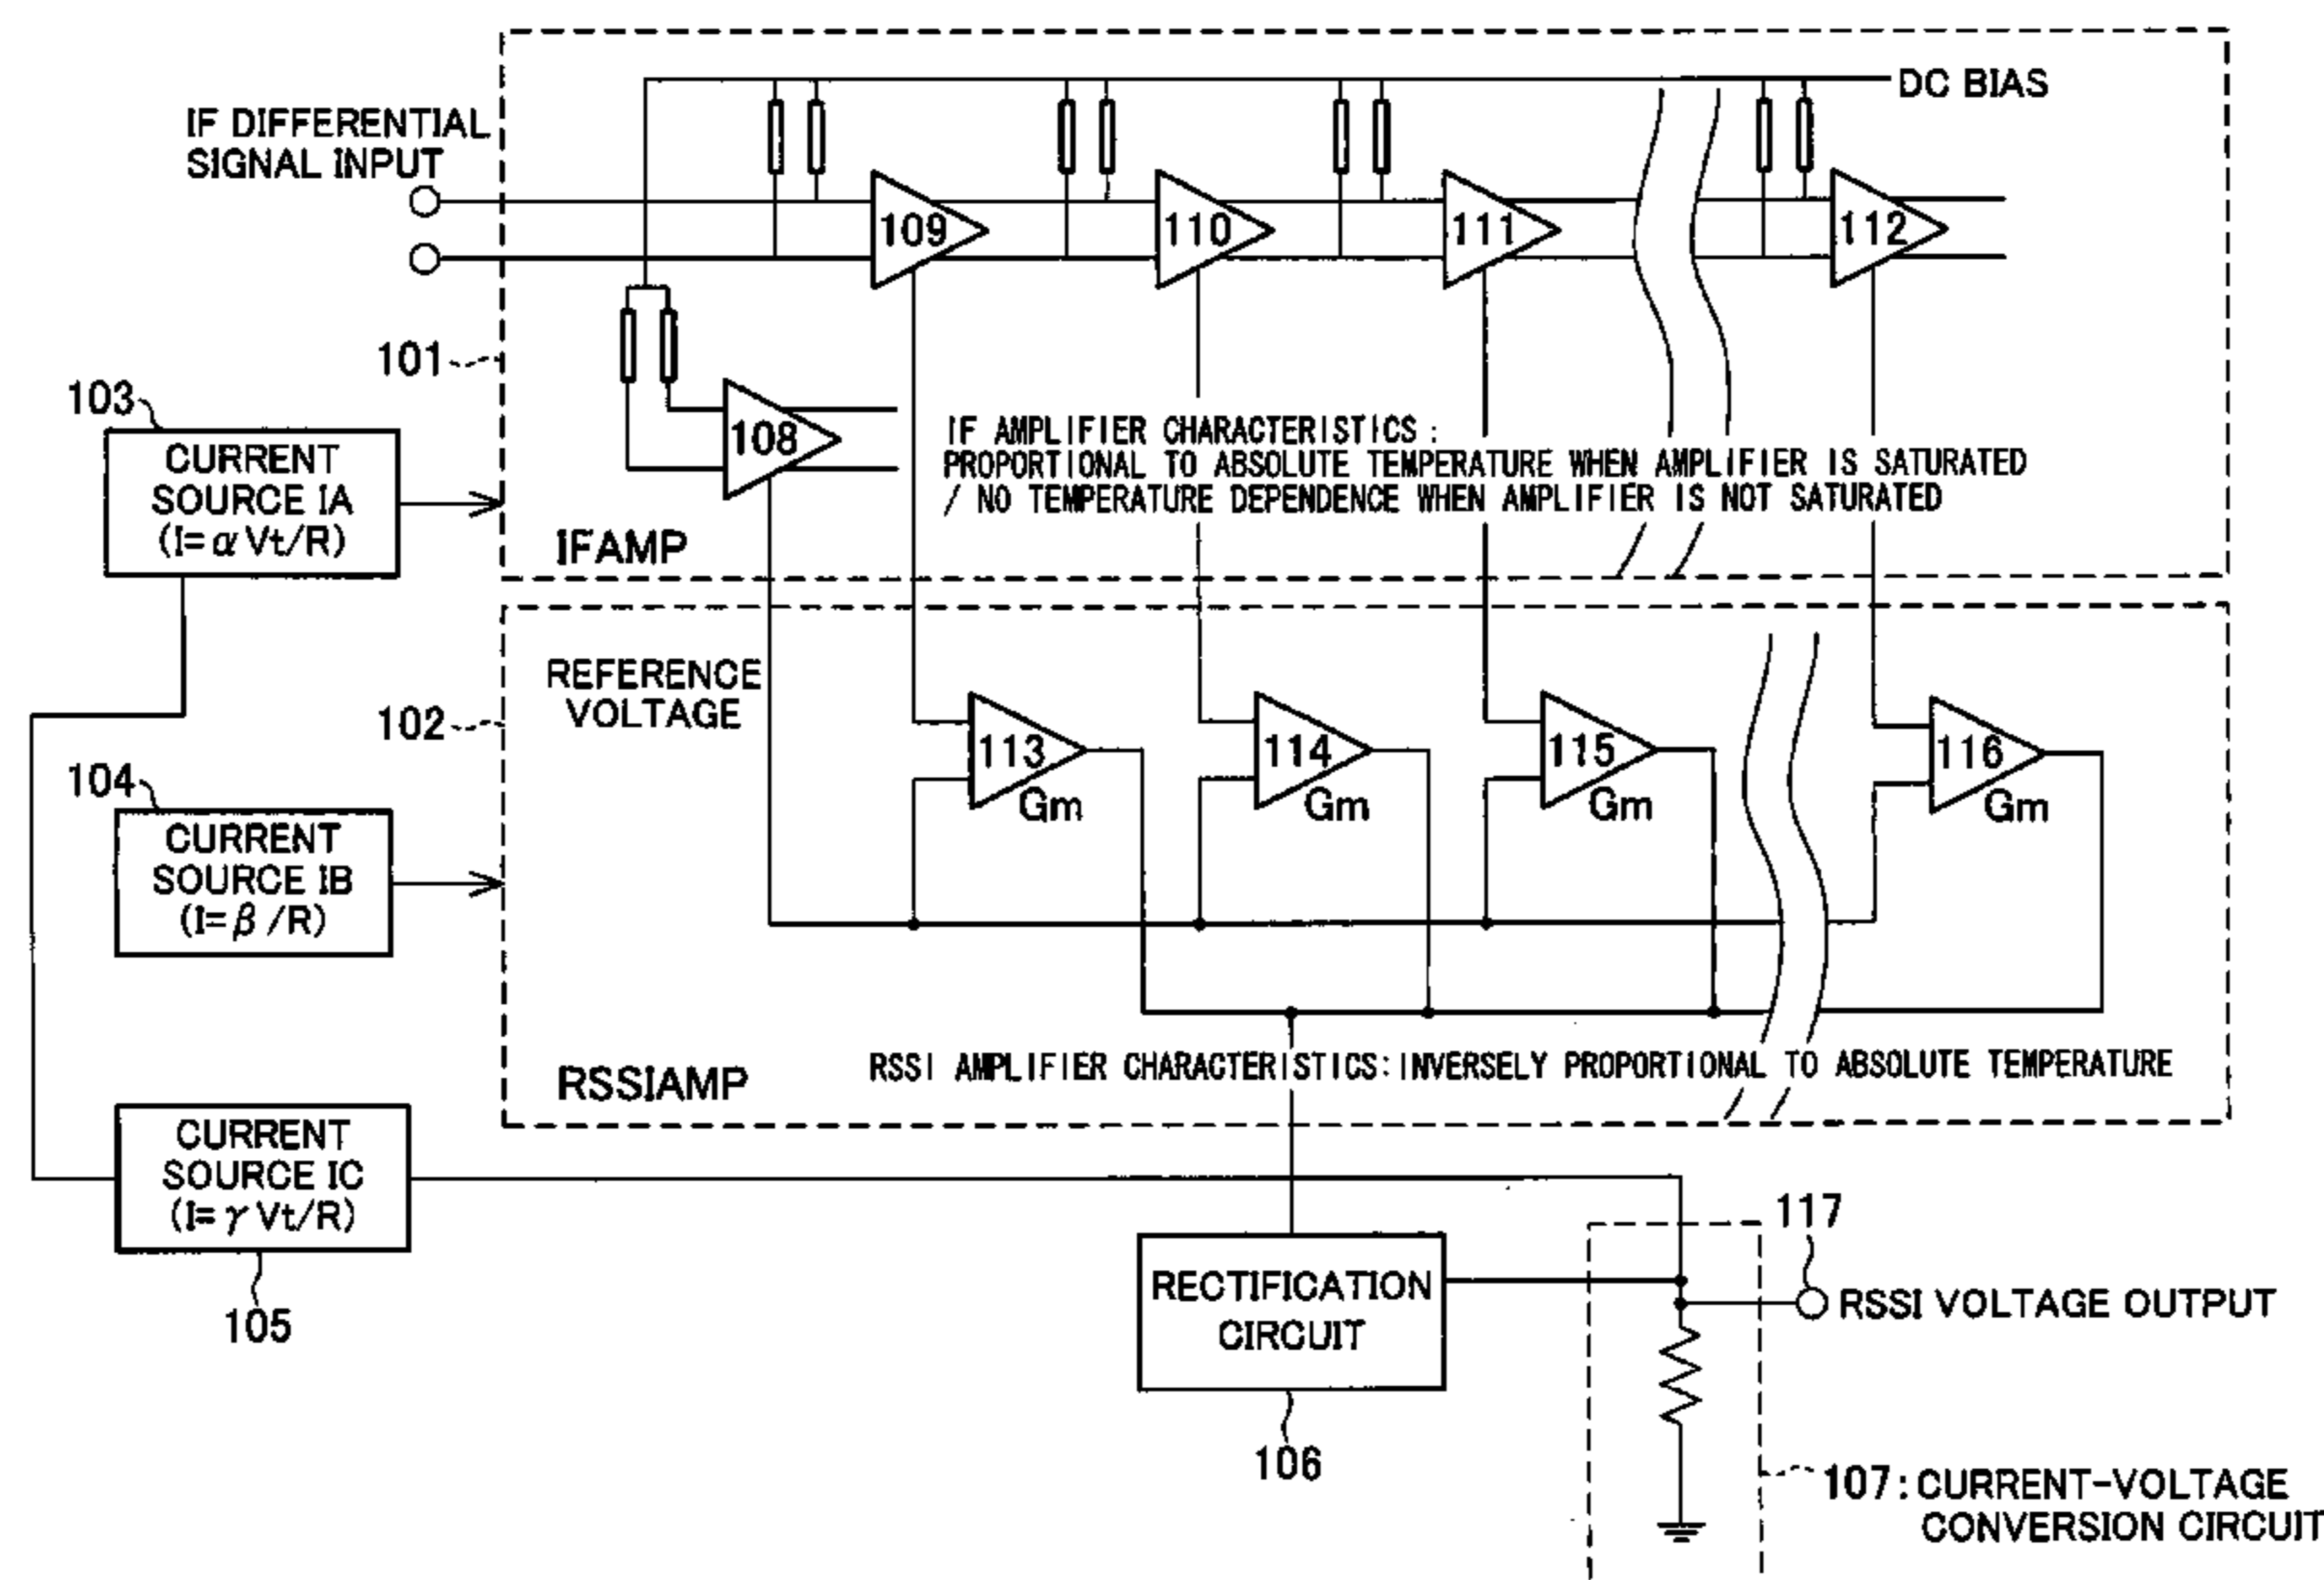 DC BIAS
IF DIFFERENTIAL
SIGNAL INPUT
109
110
111
112
101
103
CURRENT
SOURCE IA
(I=αVt/R)
108
IF AMPLIFIER CHARACTERISTICS:
PROPORTIONAL TO ABSOLUTE TEMPERATURE WHEN AMPLIFIER IS SATURATED
/ NO TEMPERATURE DEPENDENCE WHEN AMPLIFIER IS NOT SATURATED
IFAMP
REFERENCE
VOLTAGE
102
113
Gm
114
Gm
115
Gm
116
Gm
104
CURRENT
SOURCE IB
(I=β/R)
RSSI AMPLIFIER CHARACTERISTICS:INVERSELY PROPORTIONAL TO ABSOLUTE TEMPERATURE
RSSIAMP
CURRENT
SOURCE IC
(I=γVt/R)
105
RECTIFICATION
CIRCUIT
106
117
RSSI VOLTAGE OUTPUT
107:CURRENT-VOLTAGE
CONVERSION CIRCUIT